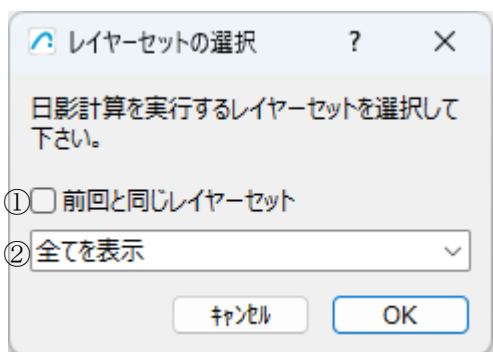 レイヤーセットの選択 ? ×
日影計算を実行するレイヤーセットを選択して
下さい。
① 前回と同じレイヤーセット
② 全てを表示
ｷｬﾝｾﾙ OK